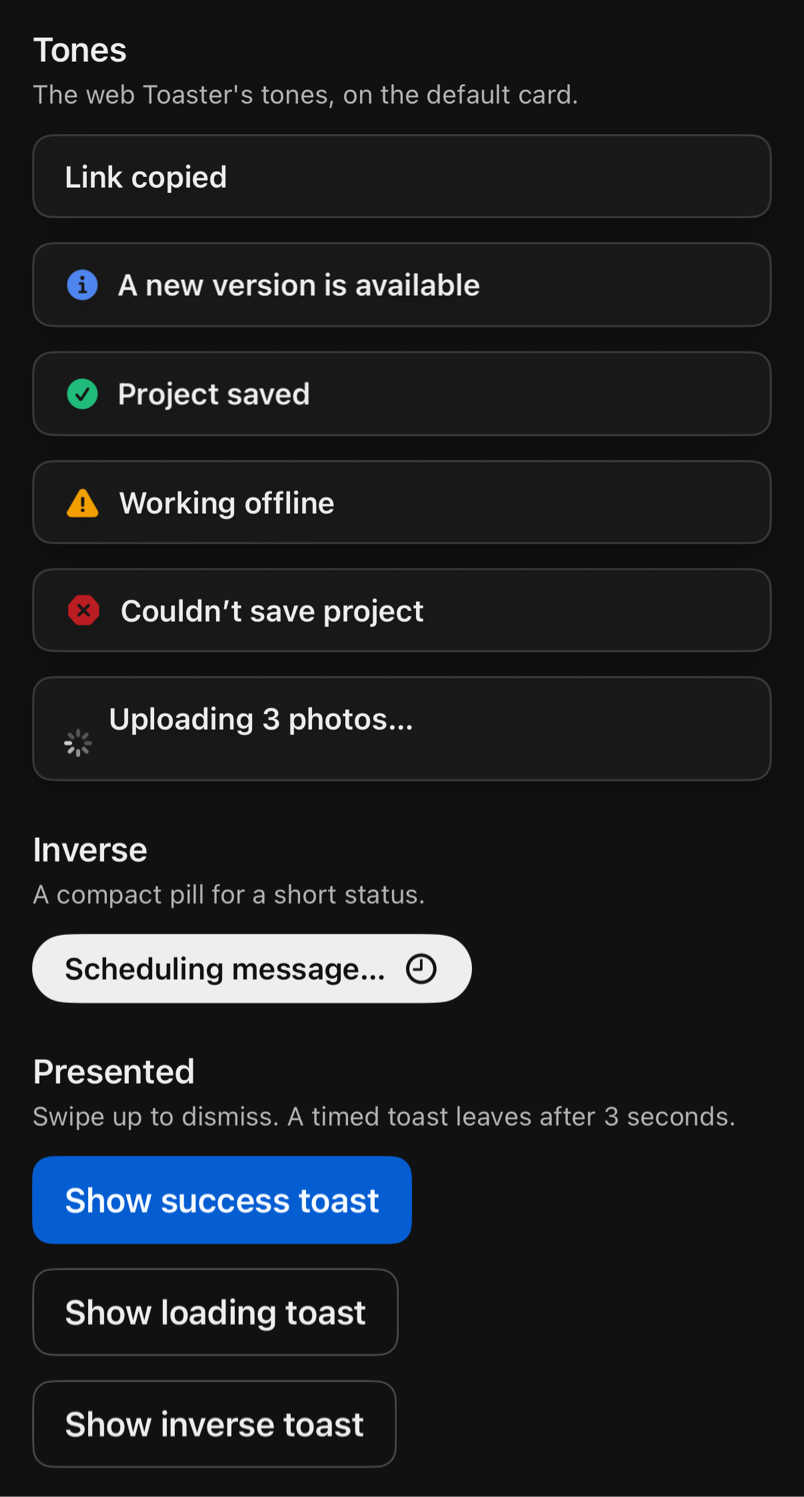 Tones
The web Toaster's tones, on the default card.
Link copied
A new version is available
Project saved
Working offline
Couldn’t save project
Uploading 3 photos...
Inverse
A compact pill for a short status.
Scheduling message...
Presented
Swipe up to dismiss. A timed toast leaves after 3 seconds.
Show success toast
Show loading toast
Show inverse toast